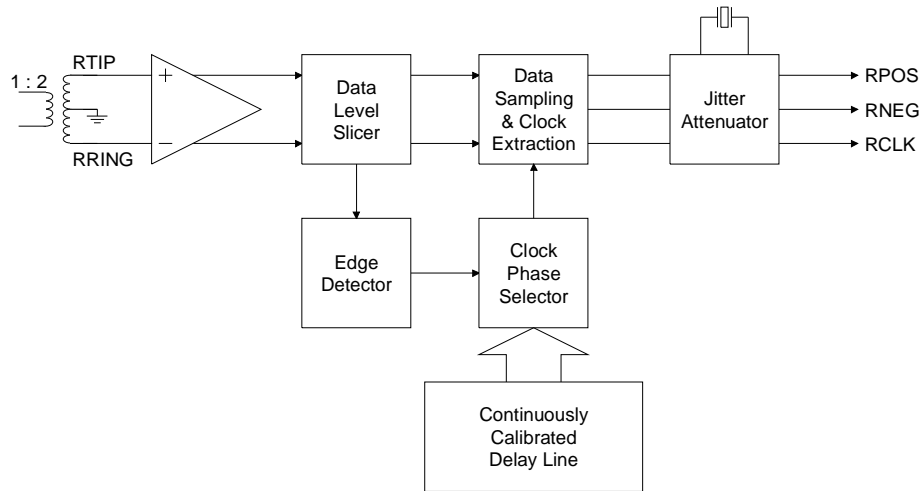 1 : 2
RTIP
RRING
+
−
Data
Level
Slicer
Data
Sampling
& Clock
Extraction
Jitter
Attenuator
RPOS
RNEG
RCLK
Edge
Detector
Clock
Phase
Selector
Continuously
Calibrated
Delay Line